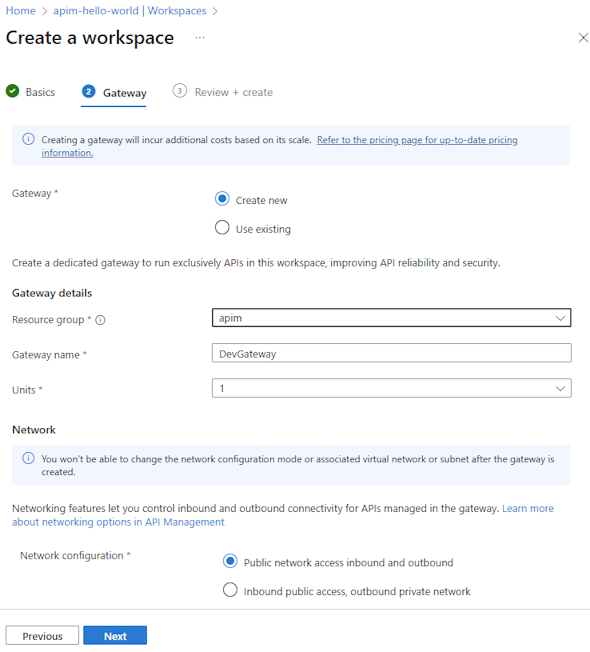 Home > apim-hello-world | Workspaces >
Create a workspace ...
Basics 2 Gateway 3 Review + create
Creating a gateway will incur additional costs based on its scale. Refer to the pricing page for up-to-date pricing
information.
Gateway *
Create new
Use existing
Create a dedicated gateway to run exclusively APIs in this workspace, improving API reliability and security.
Gateway details
Resource group * apim
Gateway name * DevGateway
Units * 1
Network
You won't be able to change the network configuration mode or associated virtual network or subnet after the gateway is
created.
Networking features let you control inbound and outbound connectivity for APIs managed in the gateway. Learn more
about networking options in API Management
Network configuration *
Public network access inbound and outbound
Inbound public access, outbound private network
Previous Next